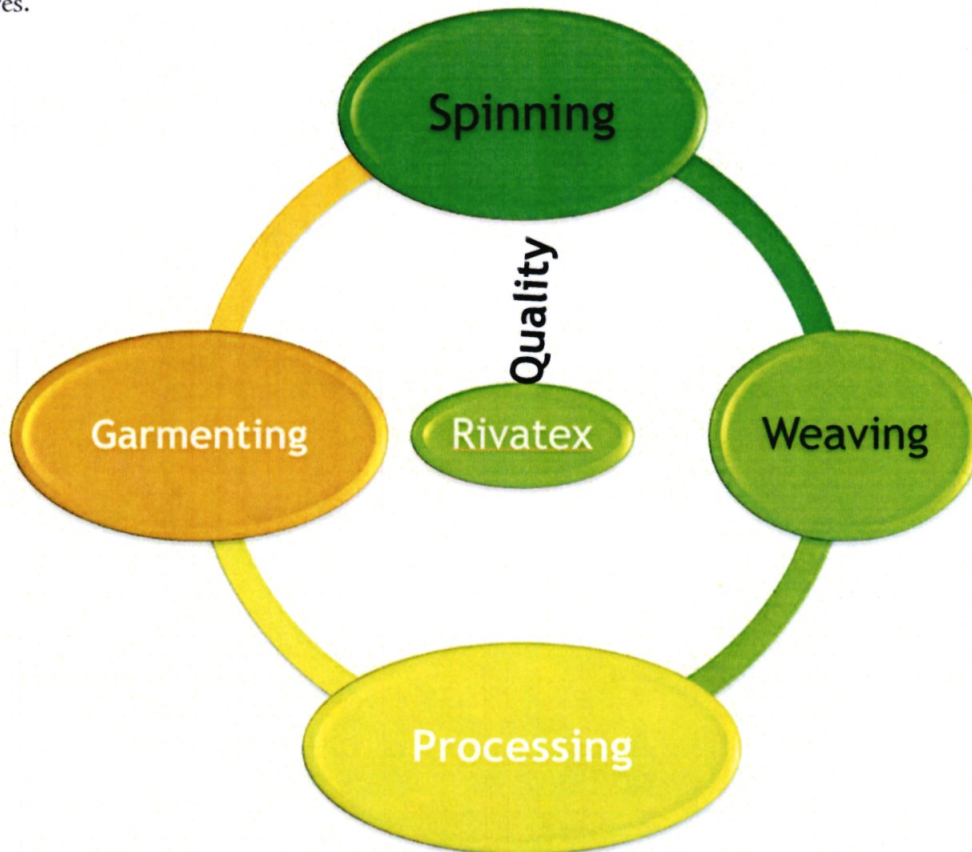 Spinning
Quality
Garmenting
Rivatex
Weaving
Processing